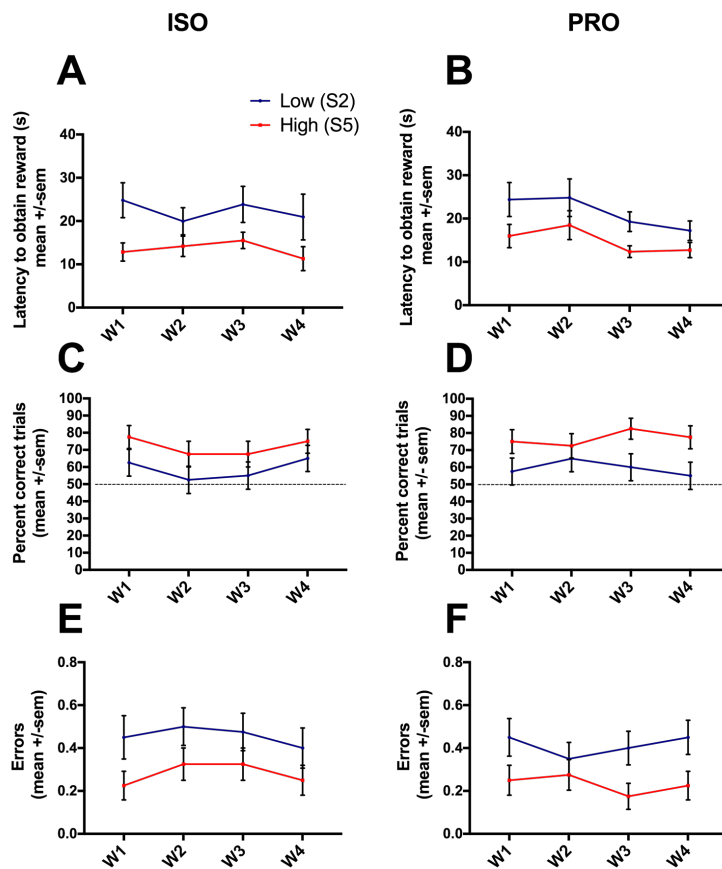 ISO
PRO
A
Low (S2)
High (S5)
Latency to obtain reward (s)
mean +/-sem
40
30
20
10
0
W1
W2
W3
W4
B
Latency to obtain reward (s)
mean +/-sem
40
30
20
10
0
W1
W2
W3
W4
C
Percent correct trials
(mean +/-sem)
100
90
80
70
60
50
40
30
20
10
0
W1
W2
W3
W4
D
Percent correct trials
(mean +/- sem)
100
90
80
70
60
50
40
30
20
10
0
W1
W2
W3
W4
E
Errors
(mean +/-sem)
0.8
0.6
0.4
0.2
0.0
W1
W2
W3
W4
F
Errors
(mean +/-sem)
0.8
0.6
0.4
0.2
0.0
W1
W2
W3
W4